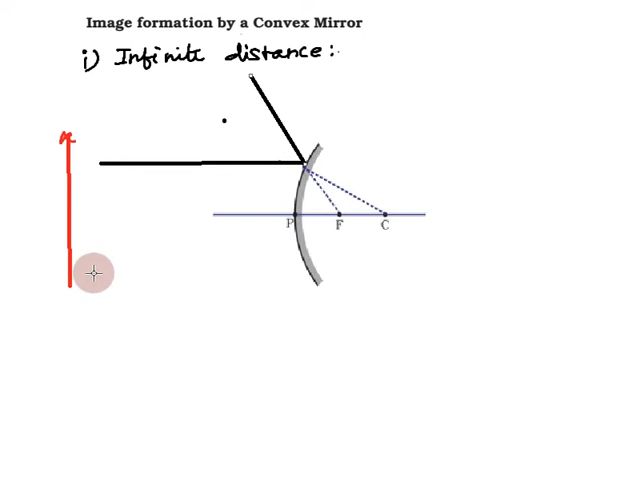 Image formation by a Convex Mirror
i) Infinite distance:
P F C